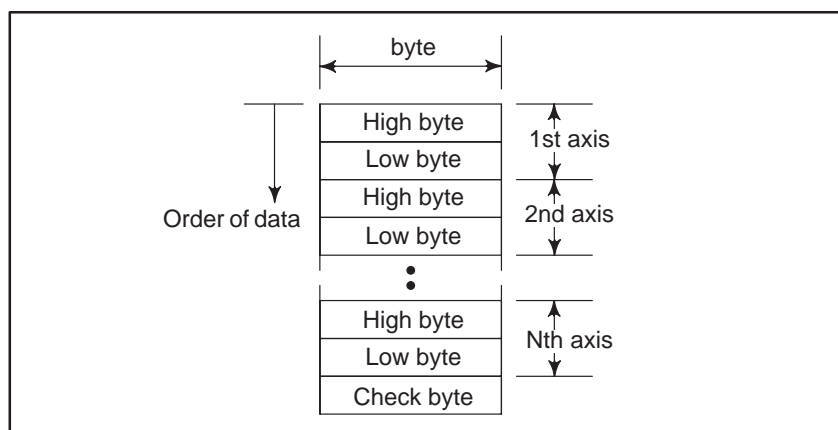 byte
High byte
1st axis
Low byte
High byte
Order of data
2nd axis
Low byte
High byte
Nth axis
Low byte
Check byte